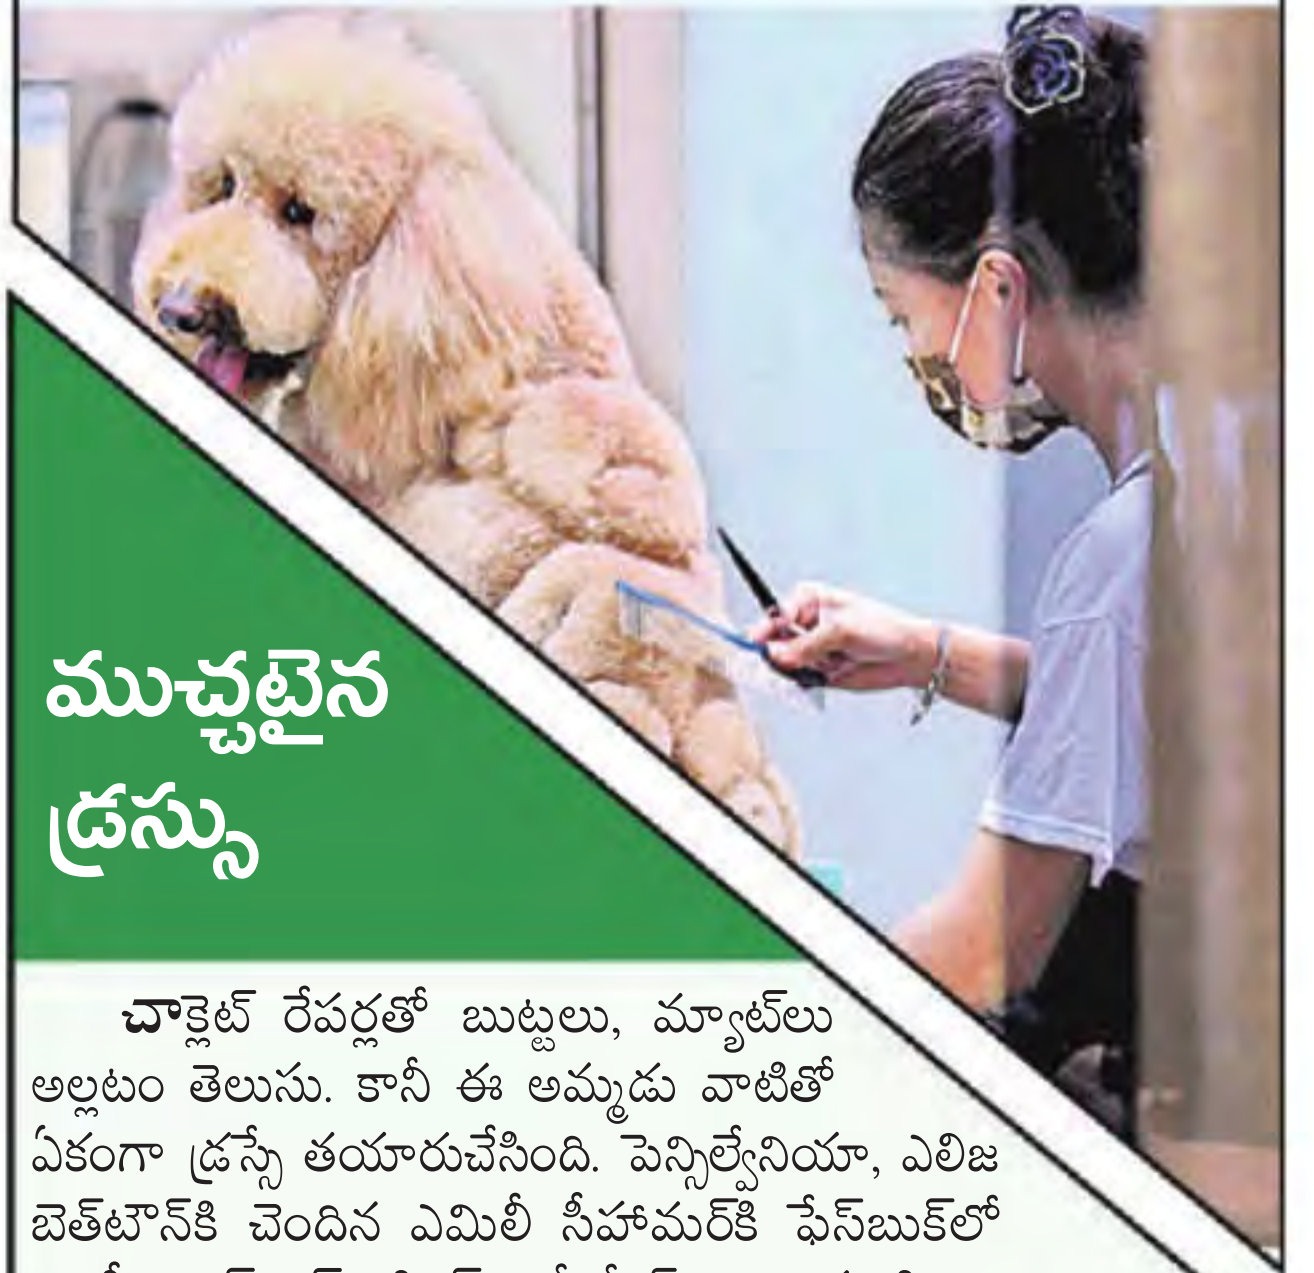 ముచ్చటైన
డ్రస్సు
చాక్లెట్ రేపర్లతో బుట్టలు, మ్యాట్‌లు
అల్లటం తెలుసు. కానీ ఈ అమ్మడు వాటితో
ఏకంగా డ్రస్సే తయారుచేసింది. పెన్సిల్వేనియా, ఎలిజ
బెత్‌టౌన్‌కి చెందిన ఎమిలీ సీహామర్‌కి ఫేస్‌బుక్‌లో